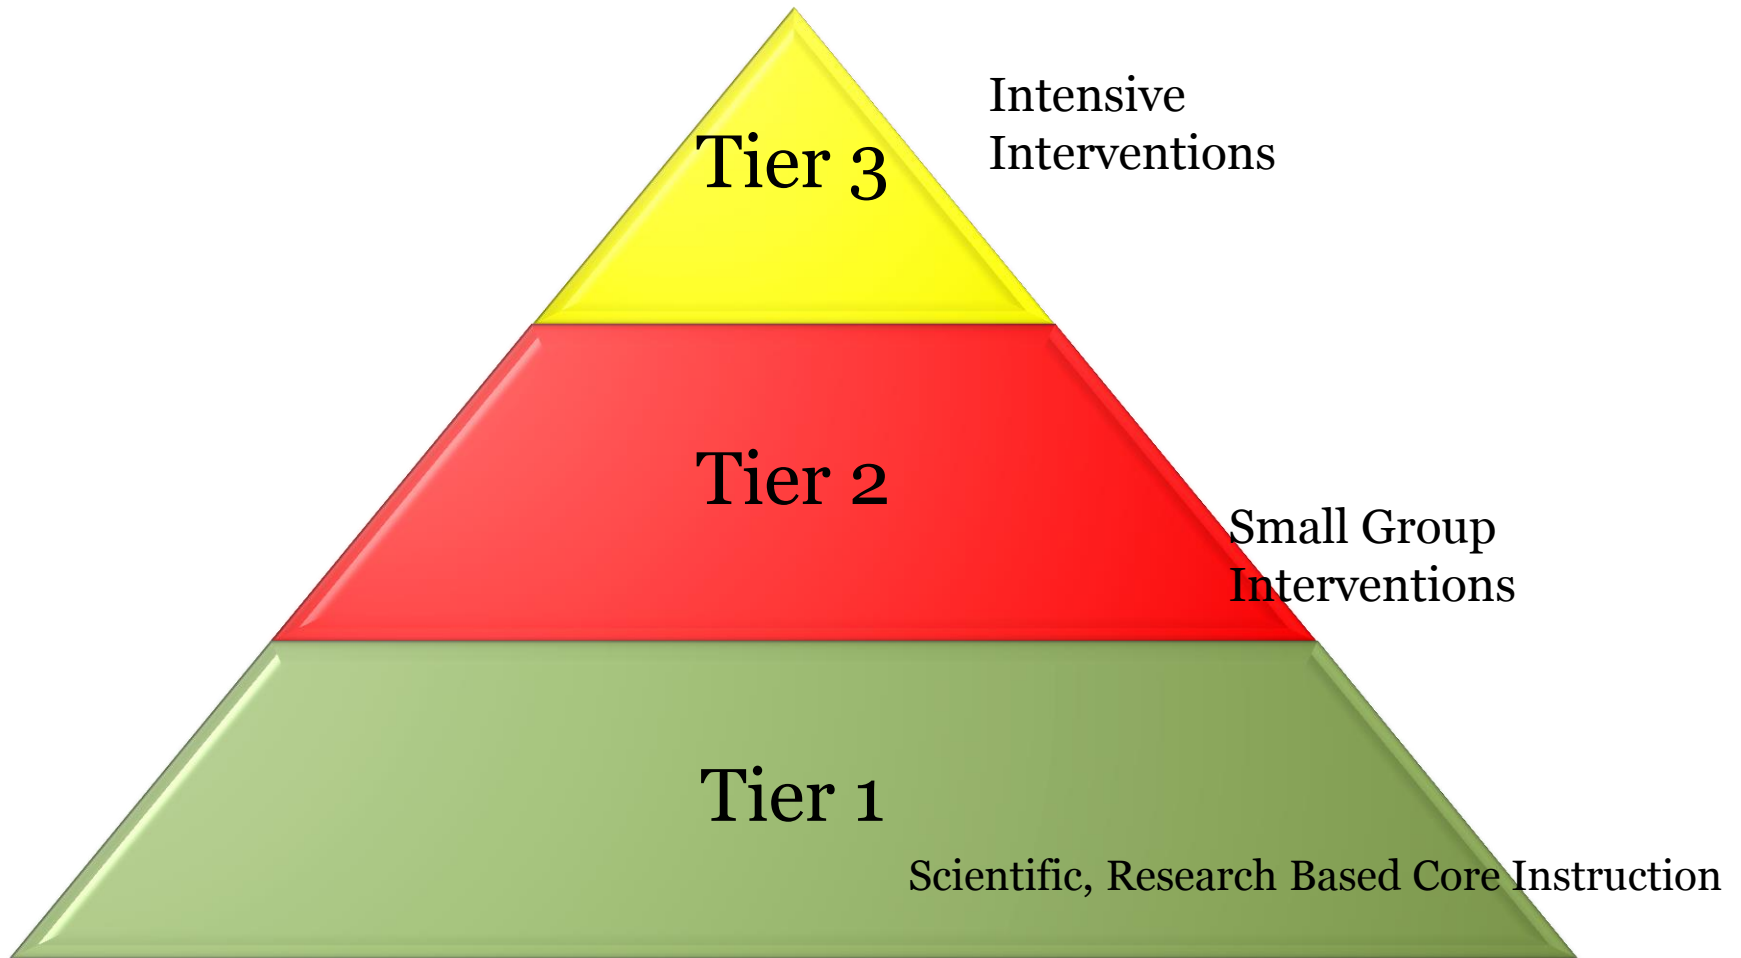 Intensive
Interventions
Tier 3
Tier 2
Small Group
Interventions
Tier 1
Scientific, Research Based Core Instruction